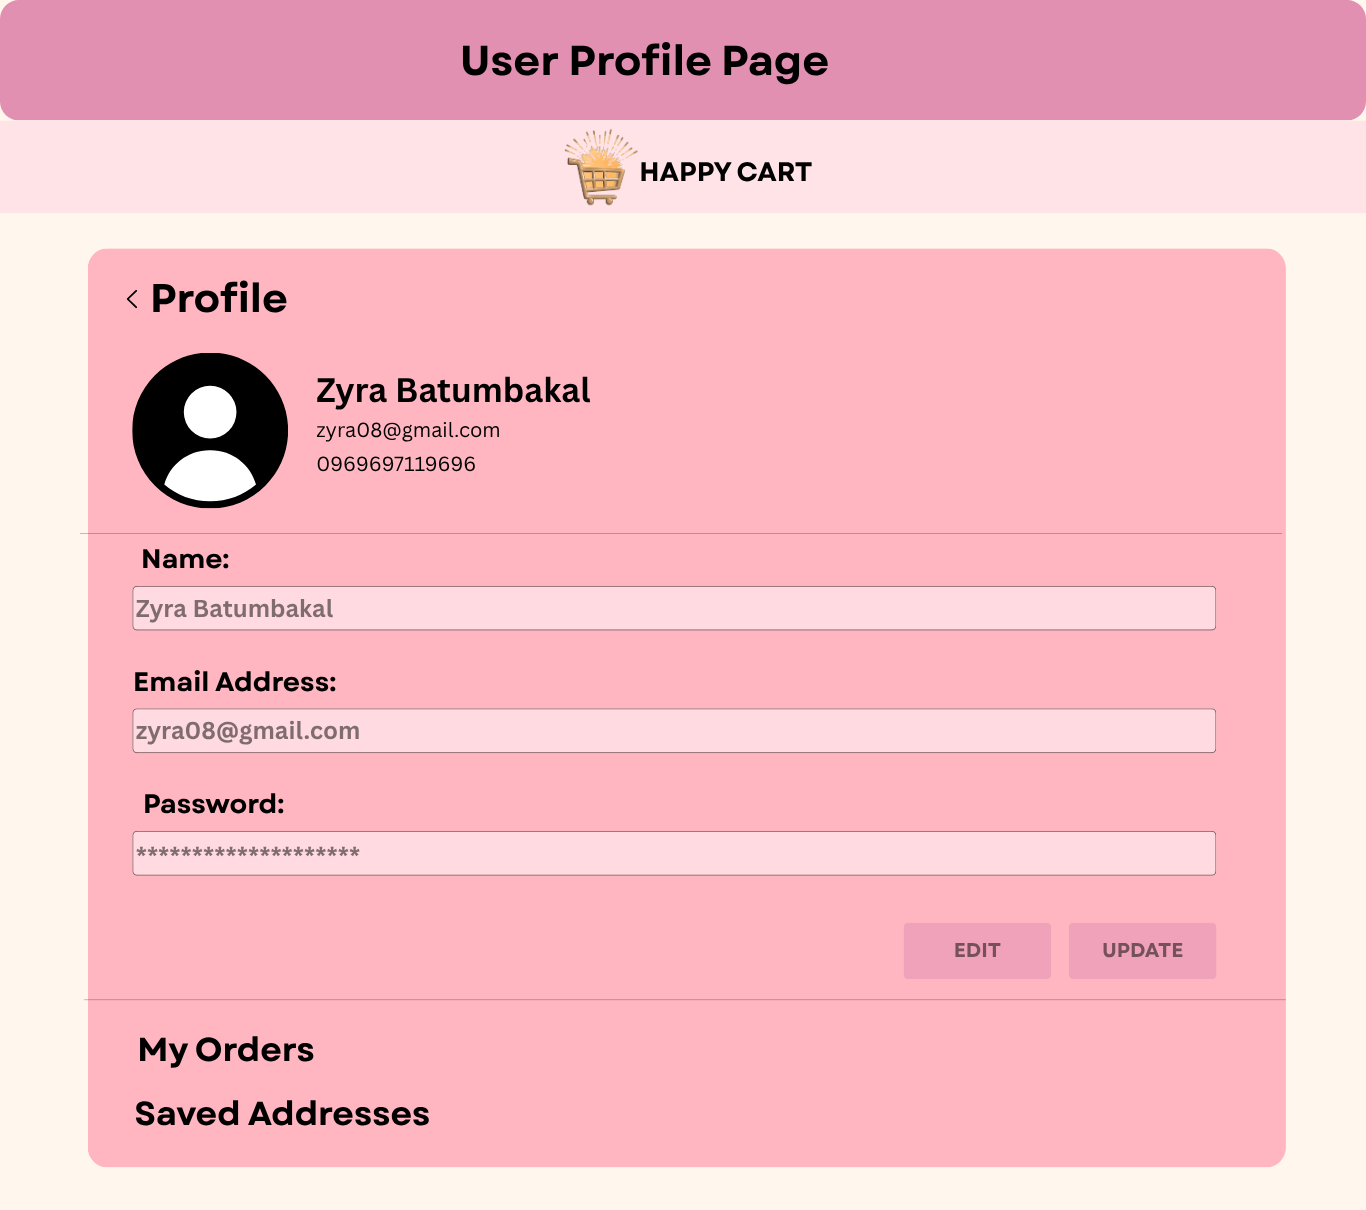 User Profile Page
HAPPY CART
Profile
Zyra Batumbakal
zyra08@gmail.com
0969697119696
Name:
Zyra Batumbakal
Email Address:
zyra08@gmail.com
Password:
********************
EDIT
UPDATE
My Orders
Saved Addresses